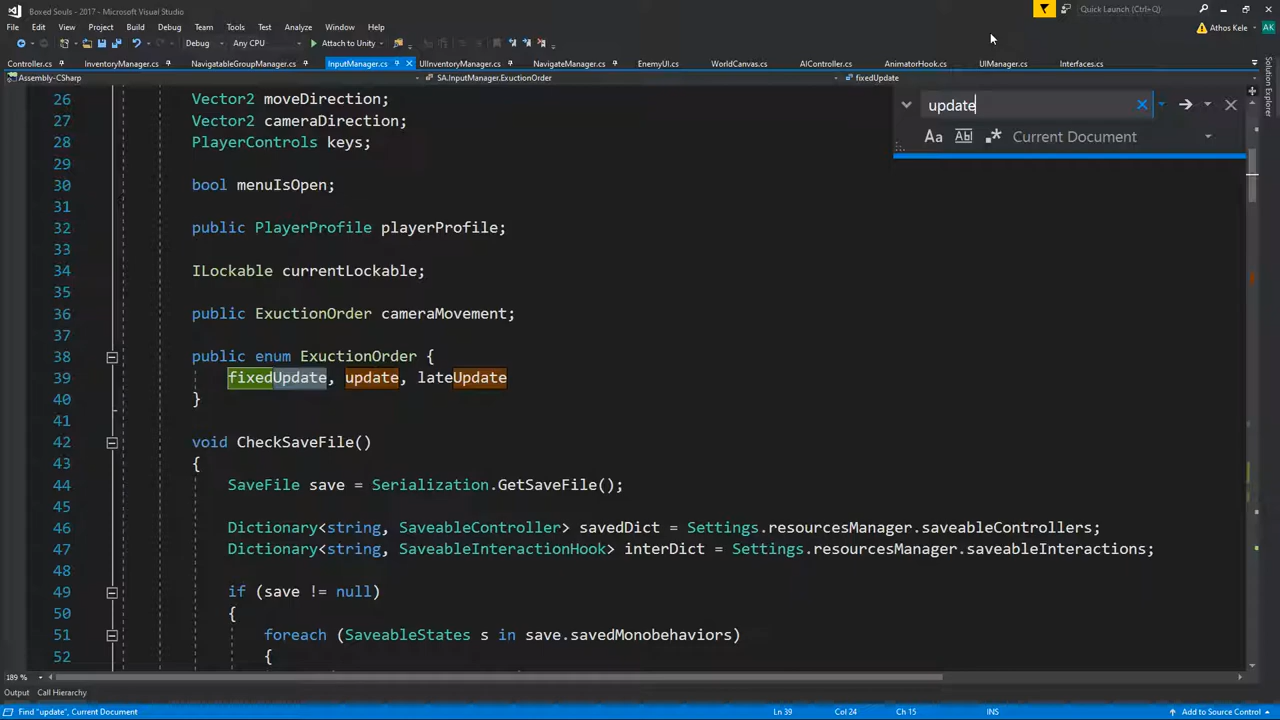 Boxed Souls - 2017 - Microsoft Visual Studio
Quick Launch (Ctrl+Q)
File Edit View Project Build Debug Team Tools Test Analyze Window Help
Athos Kele AK
Debug Any CPU Attach to Unity
Controller.cs InventoryManager.cs NavigatableGroupManager.cs InputManager.cs UIInventoryManager.cs NavigateManager.cs EnemyUI.cs WorldCanvas.cs AIController.cs AnimatorHook.cs UIManager.cs Interfaces.cs
Assembly-CSharp SA.InputManager.ExuctionOrder fixedUpdate
Solution Explorer
update
Aa Ab Current Document
26 Vector2 moveDirection;
27 Vector2 cameraDirection;
28 PlayerControls keys;
29
30 bool menuIsOpen;
31
32 public PlayerProfile playerProfile;
33
34 ILockable currentLockable;
35
36 public ExuctionOrder cameraMovement;
37
38 public enum ExuctionOrder {
39 fixedUpdate, update, lateUpdate
40 }
41
42 void CheckSaveFile()
43 {
44 SaveFile save = Serialization.GetSaveFile();
45
46 Dictionary<string, SaveableController> savedDict = Settings.resourcesManager.saveableControllers;
47 Dictionary<string, SaveableInteractionHook> interDict = Settings.resourcesManager.saveableInteractions;
48
49 if (save != null)
50 {
51 foreach (SaveableStates s in save.savedMonobehaviors)
52 {
189 %
Output Call Hierarchy
Find "update", Current Document Ln 39 Col 24 Ch 15 INS Add to Source Control